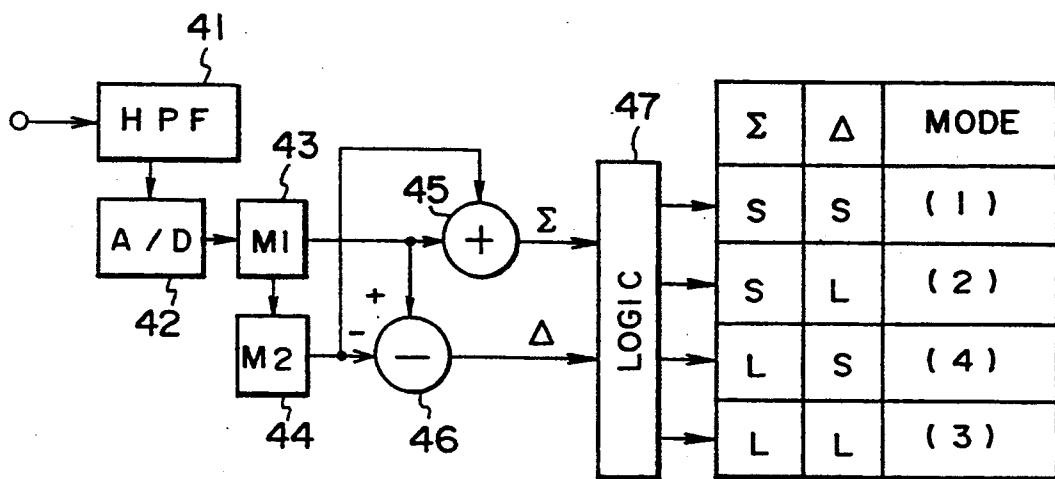 41
HPF
43
47
45
Σ
Δ
MODE
A/D
M1
+
Σ
S S (1)
42
+
LOGIC
S L (2)
M2
-
−
Δ
L S (4)
44
46
L L (3)